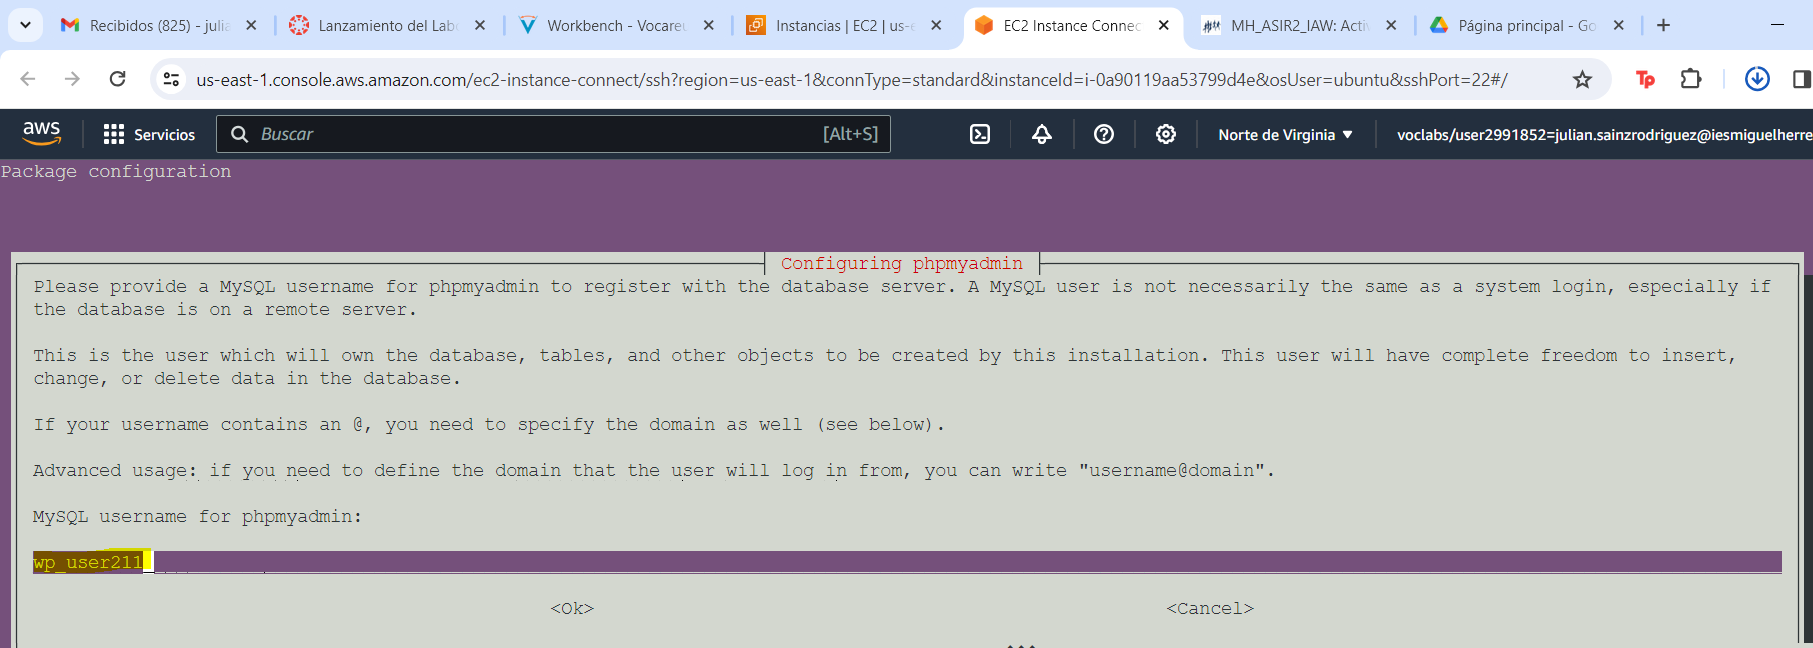 Recibidos (825) - julia
Lanzamiento del Lab
Workbench - Vocareu
Instancias | EC2 | us-e
EC2 Instance Connec
MH_ASIR2_IAW: Activ
Página principal - Go
us-east-1.console.aws.amazon.com/ec2-instance-connect/ssh?region=us-east-1&connType=standard&instanceId=i-0a90119aa53799d4e&osUser=ubuntu&sshPort=22#/
Tp
aws
Servicios
Buscar
[Alt+S]
Norte de Virginia
voclabs/user2991852=julian.sainzrodriguez@iesmiguelherre
Package configuration
Configuring phpmyadmin
Please provide a MySQL username for phpmyadmin to register with the database server. A MySQL user is not necessarily the same as a system login, especially if
the database is on a remote server.
This is the user which will own the database, tables, and other objects to be created by this installation. This user will have complete freedom to insert,
change, or delete data in the database.
If your username contains an @, you need to specify the domain as well (see below).
Advanced usage: if you need to define the domain that the user will log in from, you can write "username@domain".
MySQL username for phpmyadmin:
wp_user211
<Ok>
<Cancel>